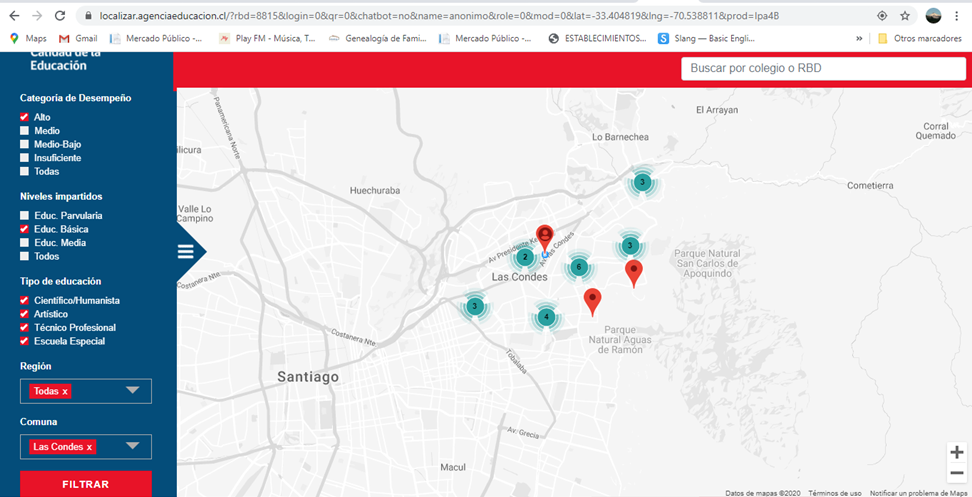 localizar.agenciaeducacion.cl/?rbd=8815&login=0&qr=0&chatbot=no&name=anonimo&role=0&mod=0&lat=-33.404819&lng=-70.538811&prod=Ipa4B
Maps Gmail Mercado Público -... Play FM - Música, T... Genealogía de Fami... Mercado Público -... ESTABLECIMIENTOS... Slang — Basic Engli... » Otros marcadores
Calidad de la
Educación
Buscar por colegio o RBD
Categoría de Desempeño
Alto
Medio
Medio-Bajo
Insuficiente
Todas
Niveles impartidos
Educ. Parvularia
Educ. Básica
Educ. Media
Todos
Tipo de educación
Científico/Humanista
Artístico
Técnico Profesional
Escuela Especial
Región
Todas x
Comuna
Las Condes x
FILTRAR
Panamericana Norte
El Arrayan
Lo Barnechea
Corral
Quemado
licura
3
Cometierra
Huechuraba
Valle Lo
Campino
Av Presidente Ke
Condes
3
2
6
Parque Natural
San Carlos de
Apoquindo
Las Condes
Costanera Nte
3
4
Costanera Nte
Parque
Natural Aguas
de Ramón
Tobalaba
Santiago
Av. Grecia
Macul
+
−
Datos de mapas ©2020 Términos de uso Notificar un problema de Maps